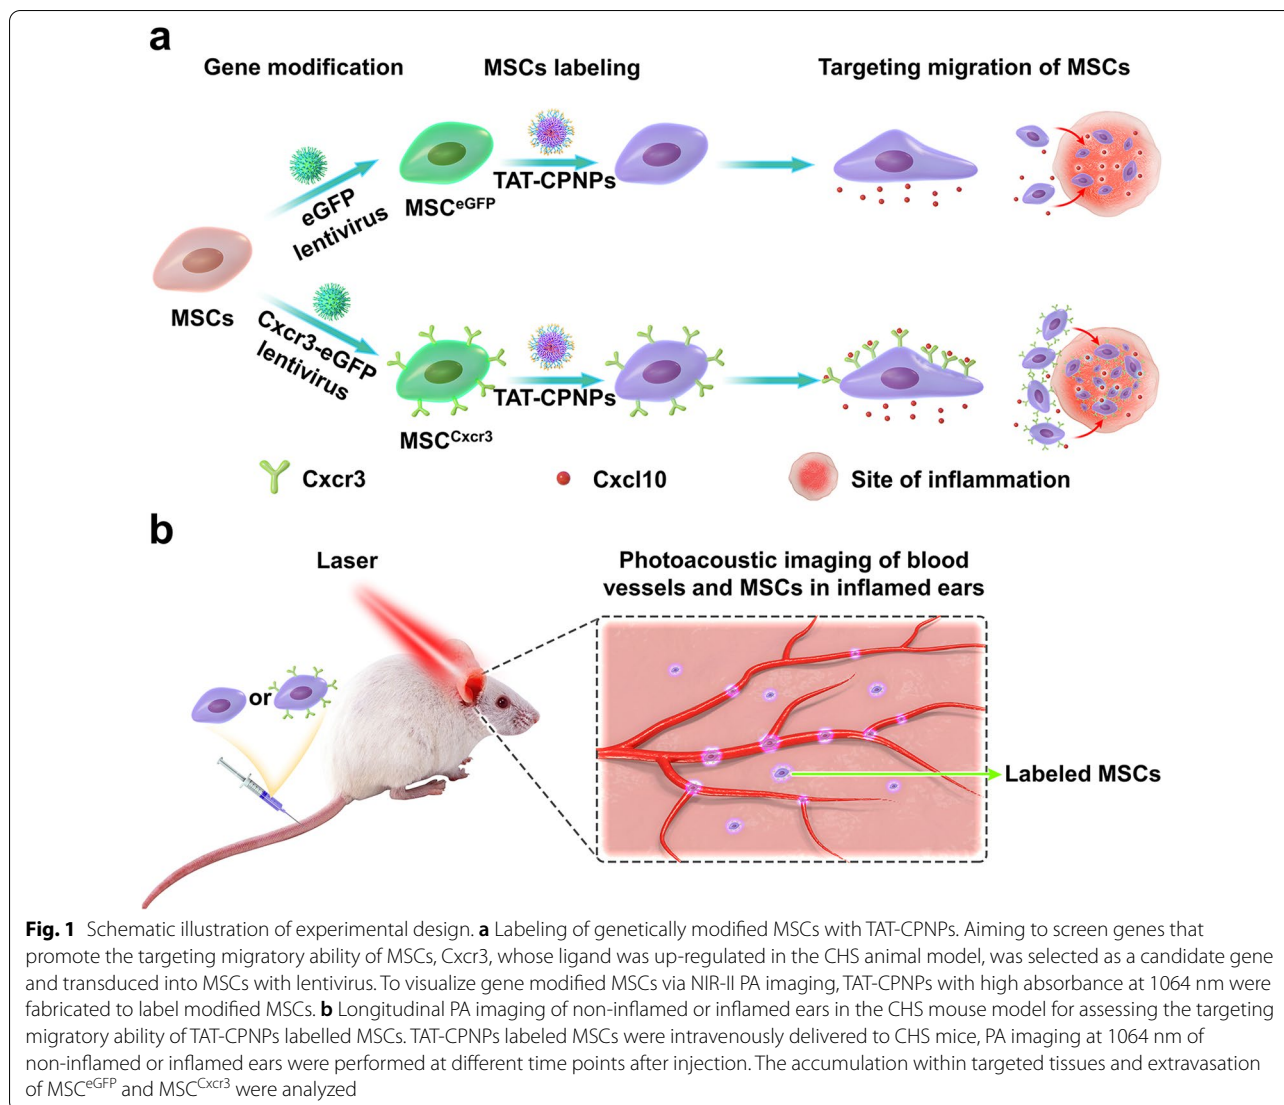 a
Gene modification
MSCs labeling
Targeting migration of MSCs
eGFP
lentivirus
MSCeGFP
TAT-CPNPs
MSCs
Cxcr3-eGFP
lentivirus
MSCCxcr3
TAT-CPNPs
Cxcr3
Cxcl10
Site of inflammation
b
Laser
Photoacoustic imaging of blood
vessels and MSCs in inflamed ears
or
Labeled MSCs
Fig. 1 Schematic illustration of experimental design. a Labeling of genetically modified MSCs with TAT-CPNPs. Aiming to screen genes that
promote the targeting migratory ability of MSCs, Cxcr3, whose ligand was up-regulated in the CHS animal model, was selected as a candidate gene
and transduced into MSCs with lentivirus. To visualize gene modified MSCs via NIR-II PA imaging, TAT-CPNPs with high absorbance at 1064 nm were
fabricated to label modified MSCs. b Longitudinal PA imaging of non-inflamed or inflamed ears in the CHS mouse model for assessing the targeting
migratory ability of TAT-CPNPs labelled MSCs. TAT-CPNPs labeled MSCs were intravenously delivered to CHS mice, PA imaging at 1064 nm of
non-inflamed or inflamed ears were performed at different time points after injection. The accumulation within targeted tissues and extravasation
of MSCeGFP and MSCCxcr3 were analyzed